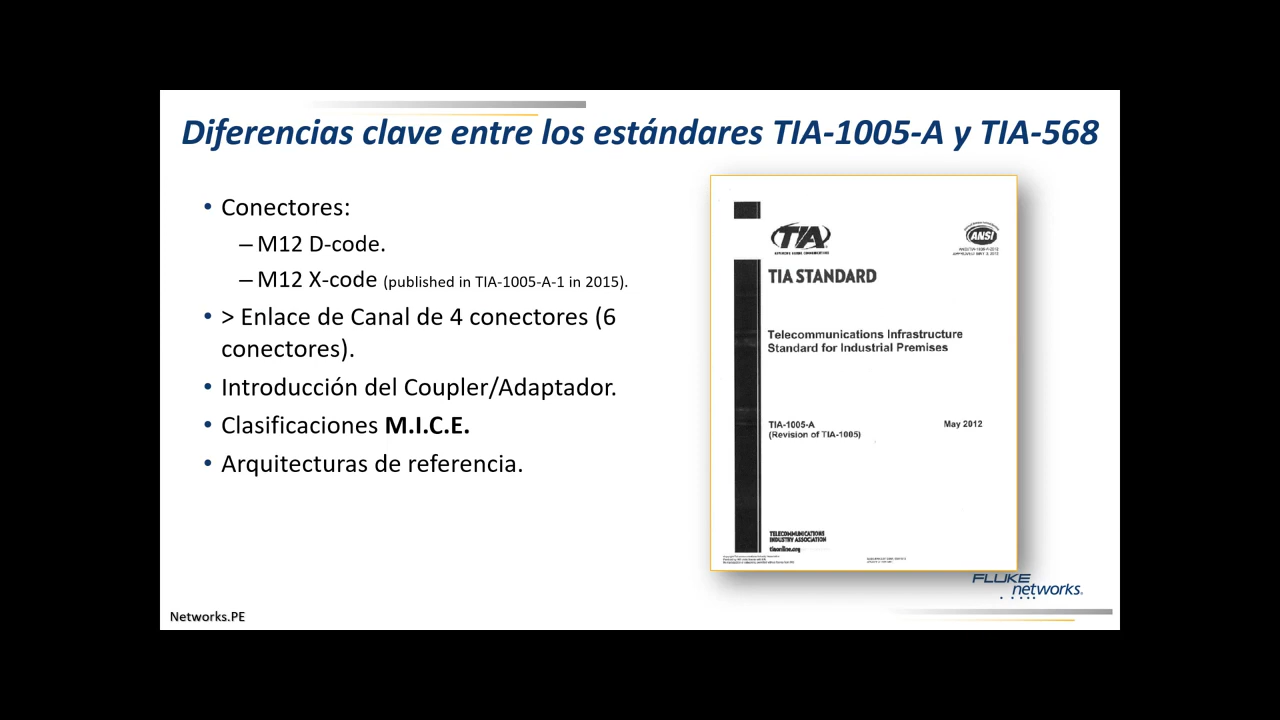 Diferencias clave entre los estándares TIA-1005-A y TIA-568
• Conectores:
– M12 D-code.
– M12 X-code (published in TIA-1005-A-1 in 2015).
• > Enlace de Canal de 4 conectores (6
conectores).
• Introducción del Coupler/Adaptador.
• Clasificaciones M.I.C.E.
• Arquitecturas de referencia.
TIA
ANSI
TIA STANDARD
Telecommunications Infrastructure
Standard for Industrial Premises
TIA-1005-A
(Revision of TIA-1005)
May 2012
TELECOMMUNICATIONS
INDUSTRY ASSOCIATION
tiaonline.org
FLUKE
networks.
Networks.PE